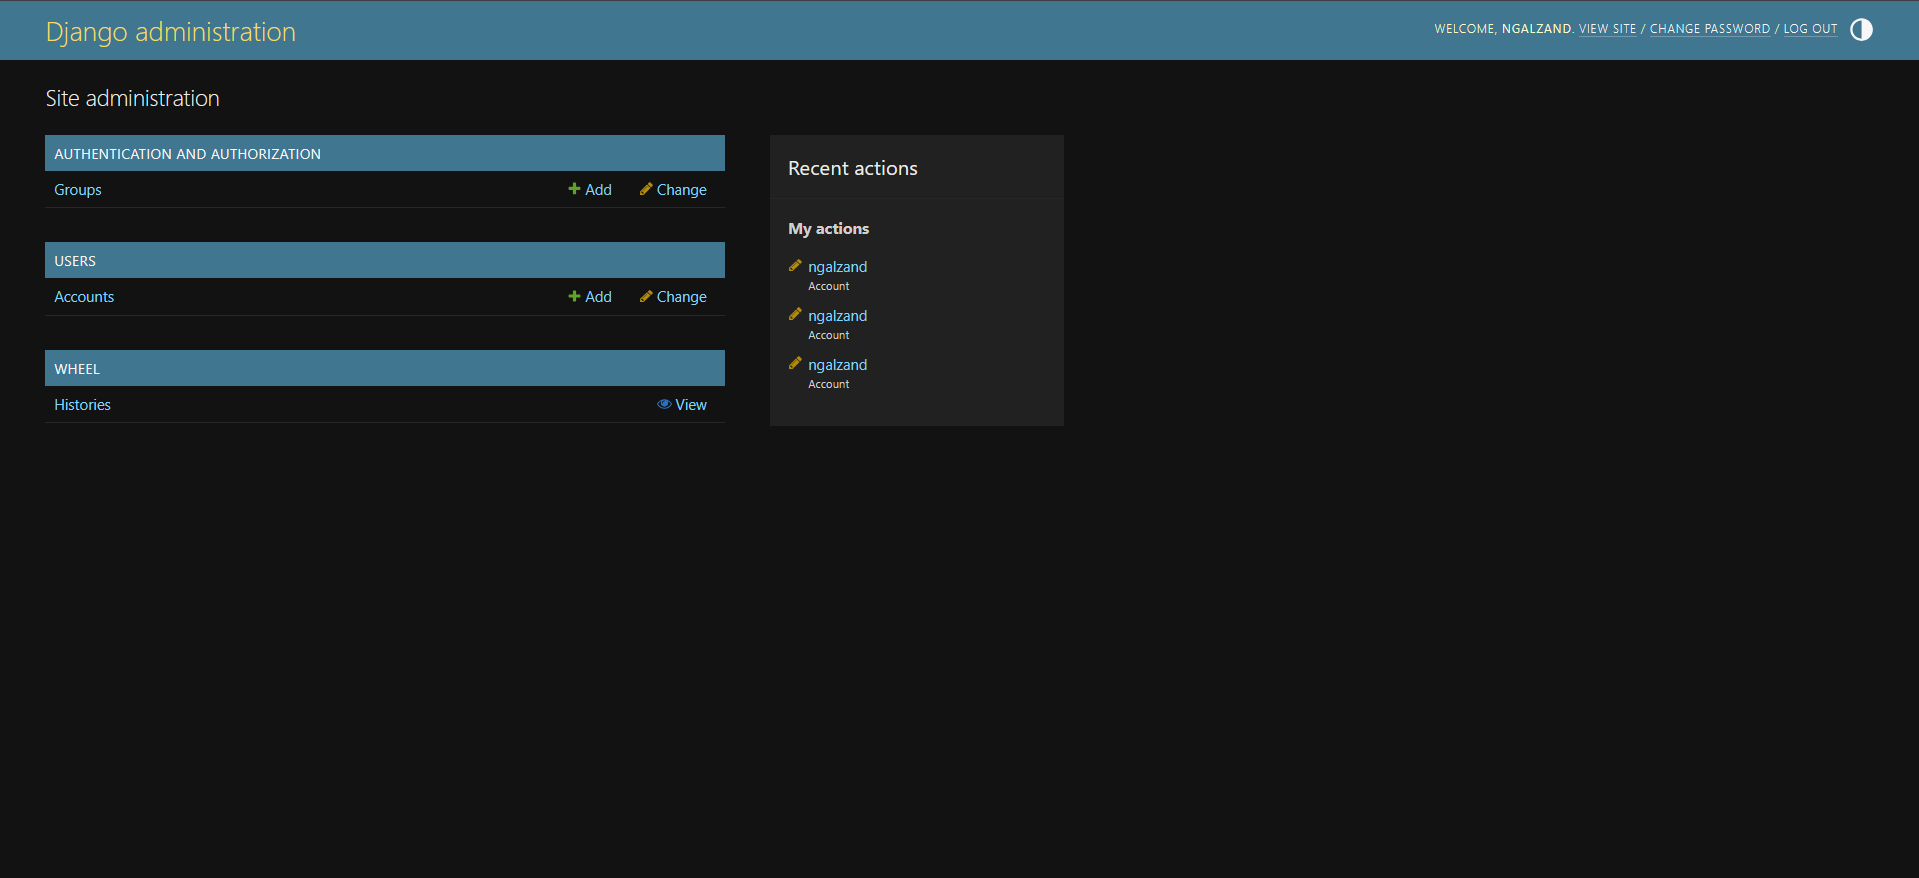 Django administration
WELCOME, NGALZAND. VIEW SITE / CHANGE PASSWORD / LOG OUT
Site administration
AUTHENTICATION AND AUTHORIZATION
Groups Add Change
USERS
Accounts Add Change
WHEEL
Histories View
Recent actions
My actions
ngalzand
Account
ngalzand
Account
ngalzand
Account